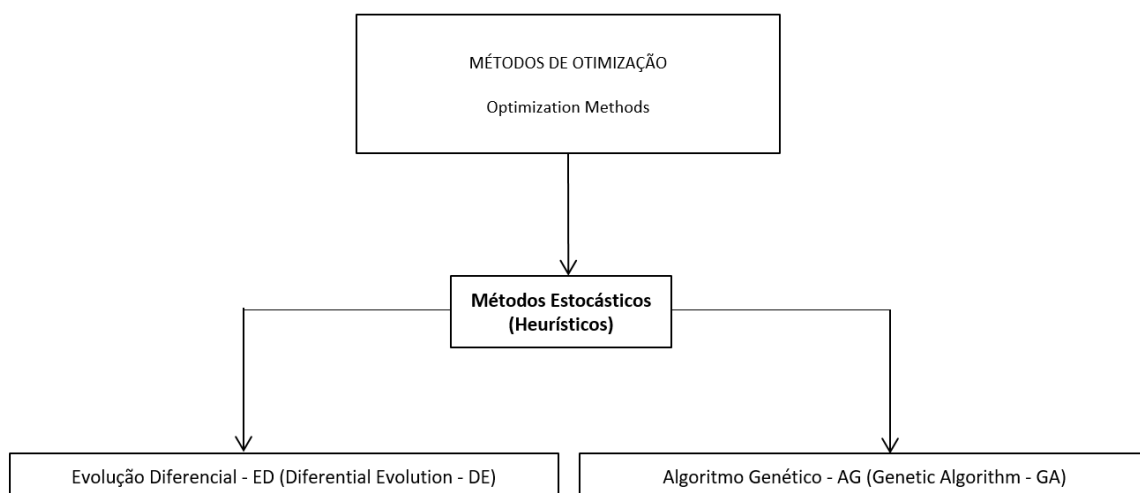 MÉTODOS DE OTIMIZAÇÃO
Optimization Methods
Métodos Estocásticos
(Heurísticos)
Evolução Diferencial - ED (Diferential Evolution - DE)
Algoritmo Genético - AG (Genetic Algorithm - GA)